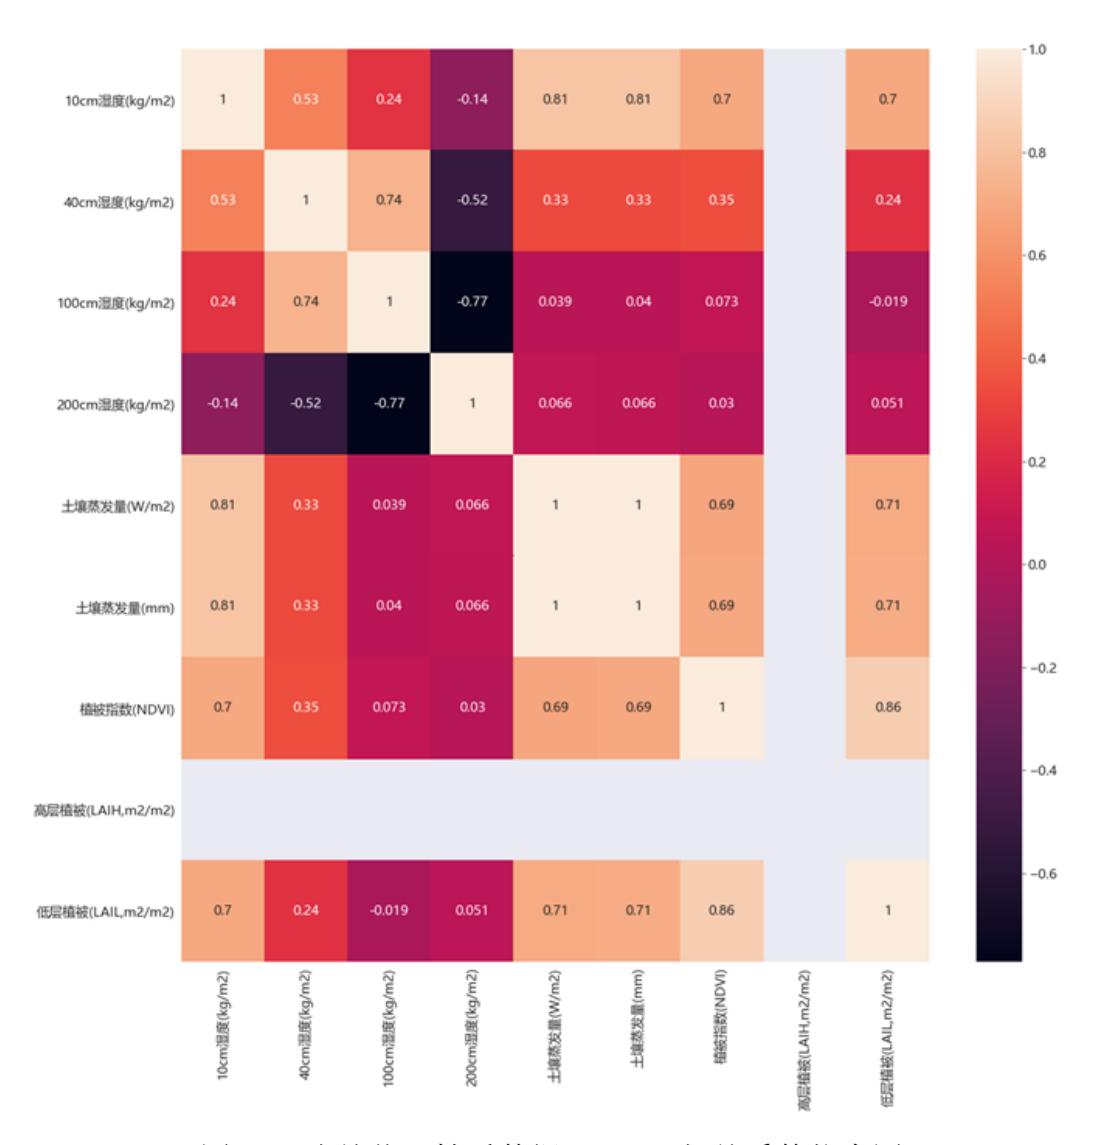 1.0
10cm湿度(kg/m2) 1 0.53 0.24 -0.14 0.81 0.81 0.7 0.7
0.8
40cm湿度(kg/m2) 0.53 1 0.74 -0.52 0.33 0.33 0.35 0.24
0.6
100cm湿度(kg/m2) 0.24 0.74 1 -0.77 0.039 0.04 0.073 -0.019
0.4
200cm湿度(kg/m2) -0.14 -0.52 -0.77 1 0.066 0.066 0.03 0.051
0.2
土壤蒸发量(W/m2) 0.81 0.33 0.039 0.066 1 1 0.69 0.71
0.0
土壤蒸发量(mm) 0.81 0.33 0.04 0.066 1 1 0.69 0.71
-0.2
植被指数(NDVI) 0.7 0.35 0.073 0.03 0.69 0.69 1 0.86
-0.4
高层植被(LAIH,m2/m2)
-0.6
低层植被(LAIL,m2/m2) 0.7 0.24 -0.019 0.051 0.71 0.71 0.86 1
10cm湿度(kg/m2)
40cm湿度(kg/m2)
100cm湿度(kg/m2)
200cm湿度(kg/m2)
土壤蒸发量(W/m2)
土壤蒸发量(mm)
植被指数(NDVI)
高层植被(LAIH,m2/m2)
低层植被(LAIL,m2/m2)